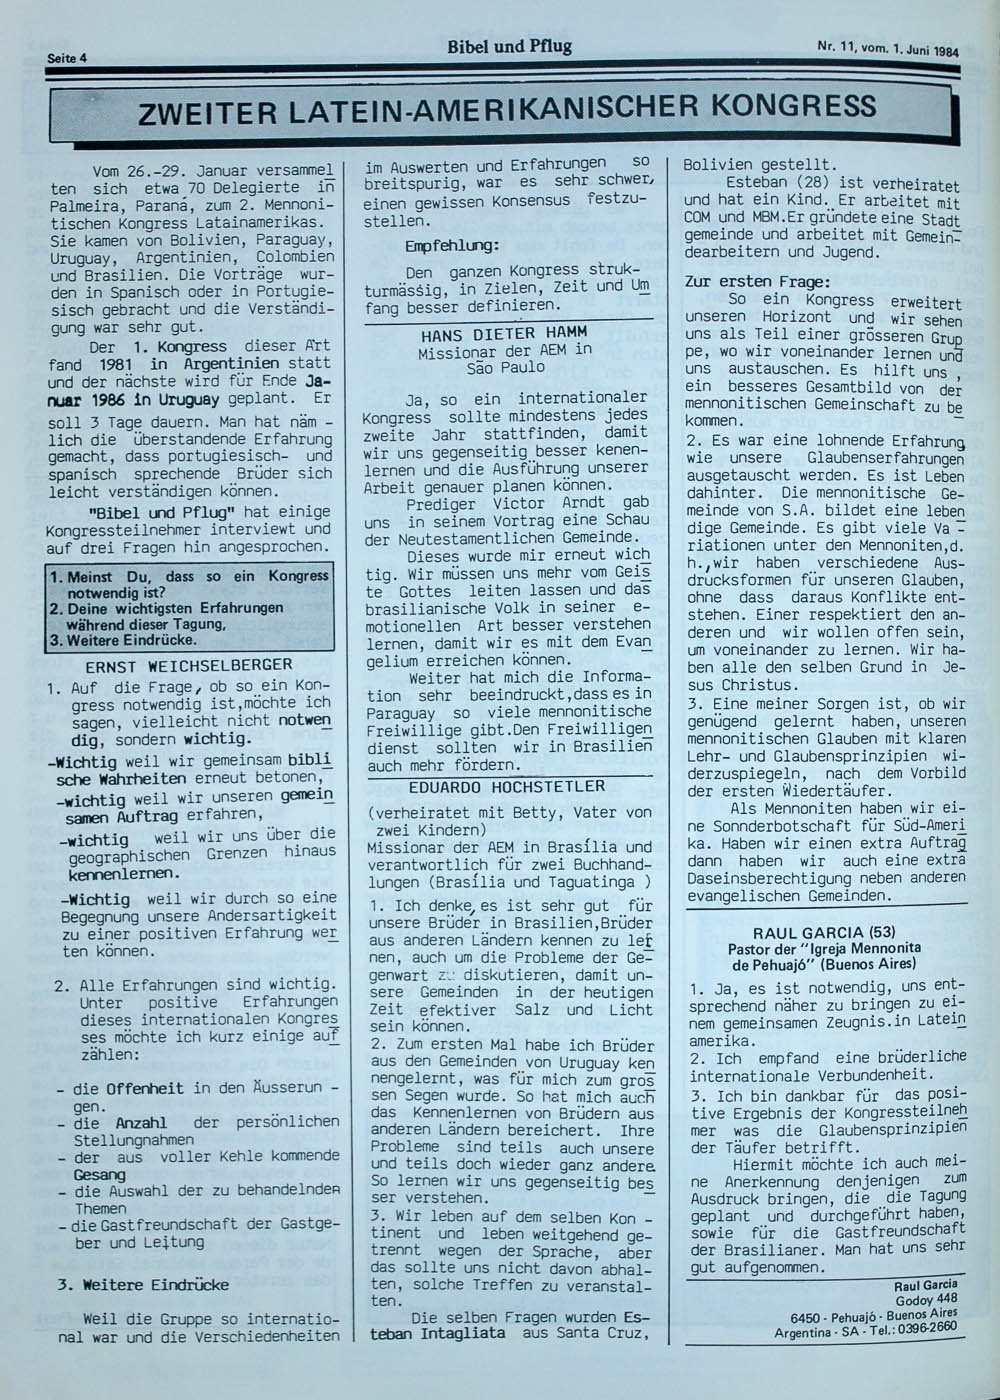 Seite 4
Bibel und Pflug
Nr. 11, vom. 1. Juni 1984
ZWEITER LATEIN-AMERIKANISCHER KONGRESS
Vom 26.-29. Januar versammel
ten sich etwa 70 Delegierte in
Palmeira, Paraná, zum 2. Mennoni-
tischen Kongress Latainamerikas.
Sie kamen von Bolivien, Paraguay,
Uruguay, Argentinien, Colombien
und Brasilien. Die Vorträge wur-
den in Spanisch oder in Portugie-
sisch gebracht und die Verständi-
gung war sehr gut.
Der 1. Kongress dieser Art
fand 1981 in Argentinien statt
und der nächste wird für Ende Ja-
nuar 1986 in Uruguay geplant. Er
soll 3 Tage dauern. Man hat näm -
lich die überstandende Erfahrung
gemacht, dass portugiesisch- und
spanisch sprechende Brüder sich
leicht verständigen können.
"Bibel und Pflug" hat einige
Kongressteilnehmer interviewt und
auf drei Fragen hin angesprochen.
1. Meinst Du, dass so ein Kongress
notwendig ist?
2. Deine wichtigsten Erfahrungen
während dieser Tagung,
3. Weitere Eindrücke.
ERNST WEICHSELBERGER
1. Auf die Frage, ob so ein Kon-
gress notwendig ist,möchte ich
sagen, vielleicht nicht notwen
dig, sondern wichtig.
-Wichtig weil wir gemeinsam bibli
sche Wahrheiten erneut betonen,
-wichtig weil wir unseren gemein
samen Auftrag erfahren,
-wichtig weil wir uns über die
geographischen Grenzen hinaus
kennenlernen.
-Wichtig weil wir durch so eine
Begegnung unsere Andersartigkeit
zu einer positiven Erfahrung wer
ten können.
2. Alle Erfahrungen sind wichtig.
Unter positive Erfahrungen
dieses internationalen Kongres
ses möchte ich kurz einige auf
zählen:
- die Offenheit in den Äusserun -
gen.
- die Anzahl der persönlichen
Stellungnahmen
- der aus voller Kehle kommende
Gesang
- die Auswahl der zu behandelnden
Themen
- die Gastfreundschaft der Gastge-
ber und Leitung
3. Weitere Eindrücke
Weil die Gruppe so internatio-
nal war und die Verschiedenheiten
im Auswerten und Erfahrungen so
breitspurig, war es sehr schwer,
einen gewissen Konsensus festzu-
stellen.
Empfehlung:
Den ganzen Kongress struk-
turmässig, in Zielen, Zeit und Um
fang besser definieren.
HANS DIETER HAMM
Missionar der AEM in
São Paulo
Ja, so ein internationaler
Kongress sollte mindestens jedes
zweite Jahr stattfinden, damit
wir uns gegenseitig besser kenen-
lernen und die Ausführung unserer
Arbeit genauer planen können.
Prediger Victor Arndt gab
uns in seinem Vortrag eine Schau
der Neutestamentlichen Gemeinde.
Dieses wurde mir erneut wich
tig. Wir müssen uns mehr vom Geis
te Gottes leiten lassen und das
brasilianische Volk in seiner e-
motionellen Art besser verstehen
lernen, damit wir es mit dem Evan
gelium erreichen können.
Weiter hat mich die Informa-
tion sehr beeindruckt,dass es in
Paraguay so viele mennonitische
Freiwillige gibt.Den Freiwilligen
dienst sollten wir in Brasilien
auch mehr fördern.
EDUARDO HOCHSTETLER
(verheiratet mit Betty, Vater von
zwei Kindern)
Missionar der AEM in Brasília und
verantwortlich für zwei Buchhand-
lungen (Brasília und Taguatinga )
1. Ich denke, es ist sehr gut für
unsere Brüder in Brasilien,Brüder
aus anderen Ländern kennen zu ler
nen, auch um die Probleme der Ge-
genwart zu diskutieren, damit un-
sere Gemeinden in der heutigen
Zeit efektiver Salz und Licht
sein können.
2. Zum ersten Mal habe ich Brüder
aus den Gemeinden von Uruguay ken
nengelernt, was für mich zum gros
sen Segen wurde. So hat mich auch
das Kennenlernen von Brüdern aus
anderen Ländern bereichert. Ihre
Probleme sind teils auch unsere
und teils doch wieder ganz andere.
So lernen wir uns gegenseitig bes
ser verstehen.
3. Wir leben auf dem selben Kon -
tinent und leben weitgehend ge-
trennt wegen der Sprache, aber
das sollte uns nicht davon abhal-
ten, solche Treffen zu veranstal-
ten.
Die selben Fragen wurden Es-
teban Intagliata aus Santa Cruz,
Bolivien gestellt.
Esteban (28) ist verheiratet
und hat ein Kind. Er arbeitet mit
COM und MBM.Er gründete eine Stadt
gemeinde und arbeitet mit Gemein-
dearbeitern und Jugend.
Zur ersten Frage:
So ein Kongress erweitert
unseren Horizont und wir sehen
uns als Teil einer grösseren Grup
pe, wo wir voneinander lernen und
uns austauschen. Es hilft uns ,
ein besseres Gesamtbild von der
mennonitischen Gemeinschaft zu be
kommen.
2. Es war eine lohnende Erfahrung
wie unsere Glaubenserfahrungen
ausgetauscht werden. Es ist Leben
dahinter. Die mennonitische Ge-
meinde von S.A. bildet eine leben
dige Gemeinde. Es gibt viele Va -
riationen unter den Mennoniten,d.
h.,wir haben verschiedene Aus-
drucksformen für unseren Glauben,
ohne dass daraus Konflikte ent-
stehen. Einer respektiert den an-
deren und wir wollen offen sein,
um voneinander zu lernen. Wir ha-
ben alle den selben Grund in Je-
sus Christus.
3. Eine meiner Sorgen ist, ob wir
genügend gelernt haben, unseren
mennonitischen Glauben mit klaren
Lehr- und Glaubensprinzipien wi-
derzuspiegeln, nach dem Vorbild
der ersten Wiedertäufer.
Als Mennoniten haben wir ei-
ne Sonnderbotschaft für Süd-Ameri
ka. Haben wir einen extra Auftrag
dann haben wir auch eine extra
Daseinsberechtigung neben anderen
evangelischen Gemeinden.
RAUL GARCIA (53)
Pastor der "Igreja Mennonita
de Pehuajó" (Buenos Aires)
1. Ja, es ist notwendig, uns ent-
sprechend näher zu bringen zu ei-
nem gemeinsamen Zeugnis.in Latein
amerika.
2. Ich empfand eine brüderliche
internationale Verbundenheit.
3. Ich bin dankbar für das posi-
tive Ergebnis der Kongressteilneh
mer was die Glaubensprinzipien
der Täufer betrifft.
Hiermit möchte ich auch mei-
ne Anerkennung denjenigen zum
Ausdruck bringen, die die Tagung
geplant und durchgeführt haben,
sowie für die Gastfreundschaft
der Brasilianer. Man hat uns sehr
gut aufgenommen.
Raul Garcia
Godoy 448
6450 - Pehuajó - Buenos Aires
Argentina - SA - Tel.: 0396-2660